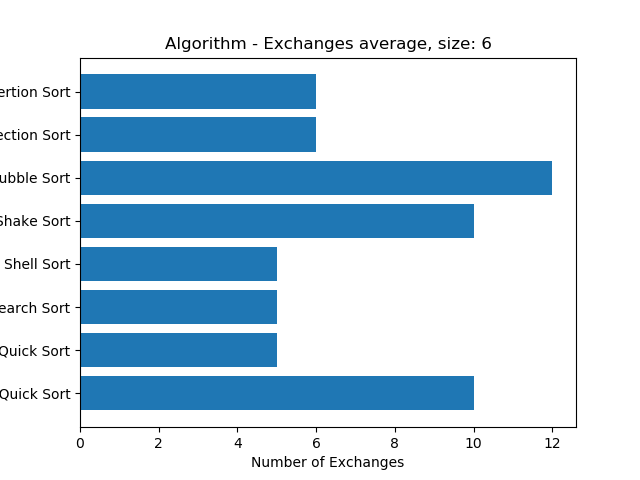 Algorithm - Exchanges average, size: 6
ertion Sort
ection Sort
ubble Sort
Shake Sort
Shell Sort
earch Sort
Quick Sort
Quick Sort
0 2 4 6 8 10 12
Number of Exchanges